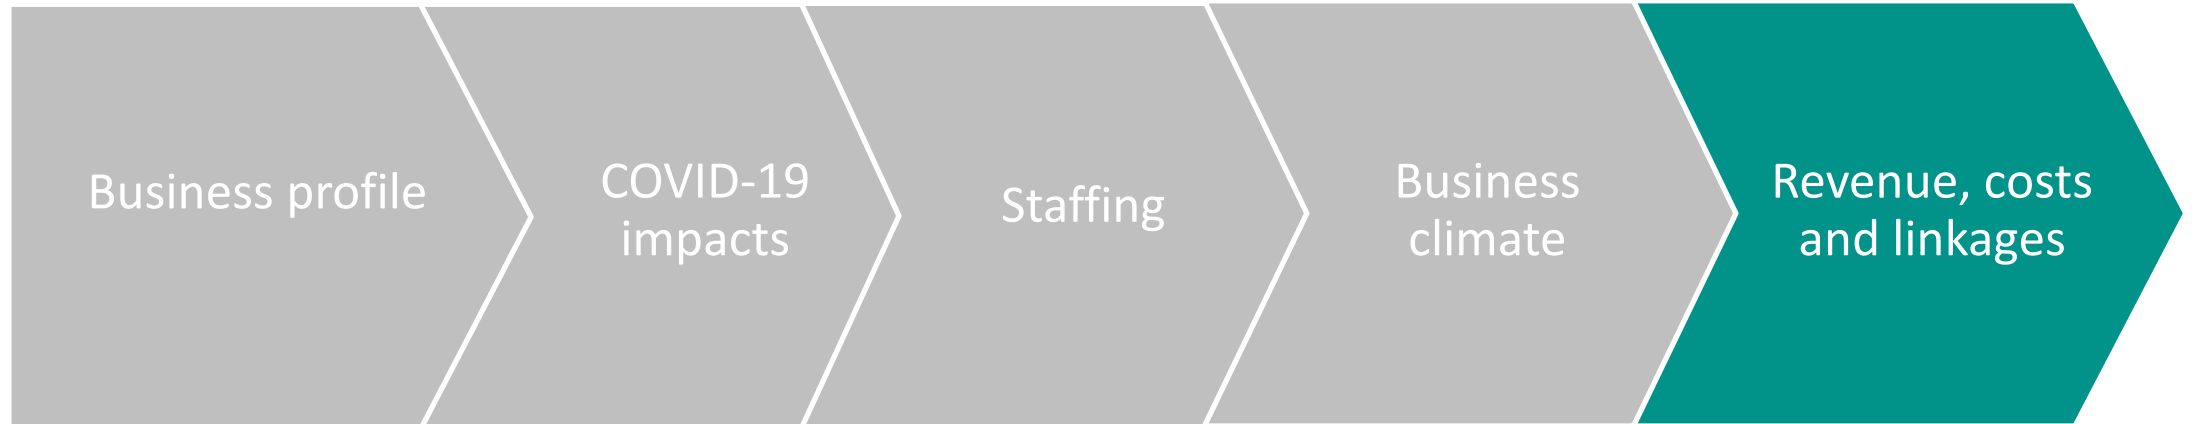 Business profile
COVID-19
impacts
Staffing
Business
climate
Revenue, costs
and linkages